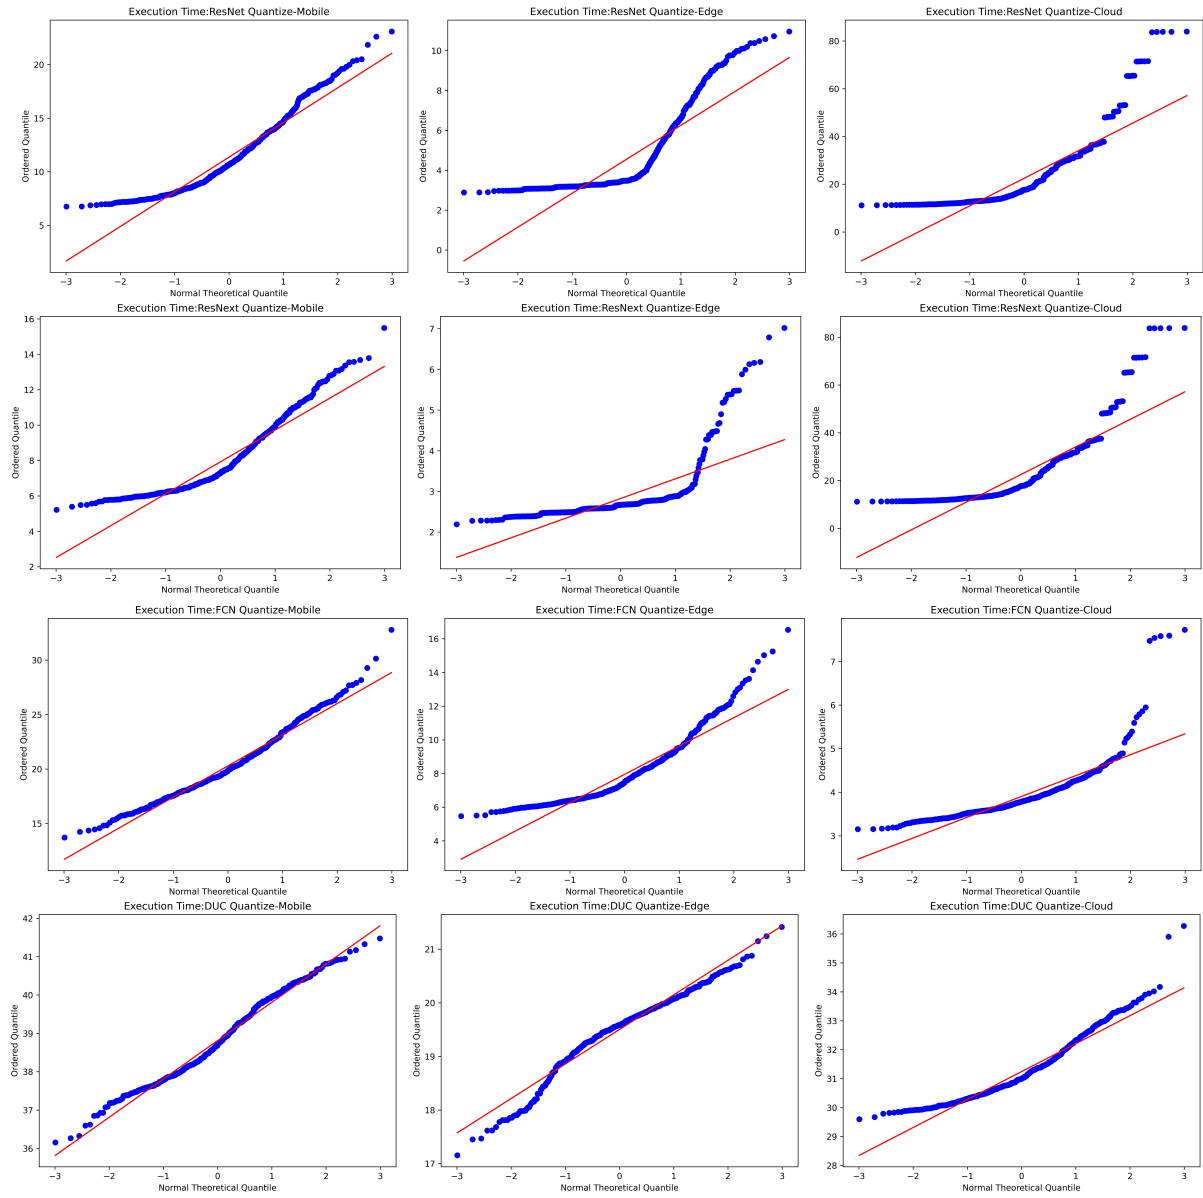 Execution Time:ResNet Quantize-Mobile
Ordered Quantile
20
15
10
5
−3 −2 −1 0 1 2 3
Normal Theoretical Quantile
Execution Time:ResNet Quantize-Edge
Ordered Quantile
10
8
6
4
2
0
−3 −2 −1 0 1 2 3
Normal Theoretical Quantile
Execution Time:ResNet Quantize-Cloud
Ordered Quantile
80
60
40
20
0
−3 −2 −1 0 1 2 3
Normal Theoretical Quantile
Execution Time:ResNext Quantize-Mobile
Ordered Quantile
16
14
12
10
8
6
4
2
−3 −2 −1 0 1 2 3
Normal Theoretical Quantile
Execution Time:ResNext Quantize-Edge
Ordered Quantile
7
6
5
4
3
2
−3 −2 −1 0 1 2 3
Normal Theoretical Quantile
Execution Time:ResNext Quantize-Cloud
Ordered Quantile
80
60
40
20
0
−3 −2 −1 0 1 2 3
Normal Theoretical Quantile
Execution Time:FCN Quantize-Mobile
Ordered Quantile
30
25
20
15
−3 −2 −1 0 1 2 3
Normal Theoretical Quantile
Execution Time:FCN Quantize-Edge
Ordered Quantile
16
14
12
10
8
6
4
−3 −2 −1 0 1 2 3
Normal Theoretical Quantile
Execution Time:FCN Quantize-Cloud
Ordered Quantile
7
6
5
4
3
−3 −2 −1 0 1 2 3
Normal Theoretical Quantile
Execution Time:DUC Quantize-Mobile
Ordered Quantile
42
41
40
39
38
37
36
−3 −2 −1 0 1 2 3
Normal Theoretical Quantile
Execution Time:DUC Quantize-Edge
Ordered Quantile
21
20
19
18
17
−3 −2 −1 0 1 2 3
Normal Theoretical Quantile
Execution Time:DUC Quantize-Cloud
Ordered Quantile
36
35
34
33
32
31
30
29
28
−3 −2 −1 0 1 2 3
Normal Theoretical Quantile